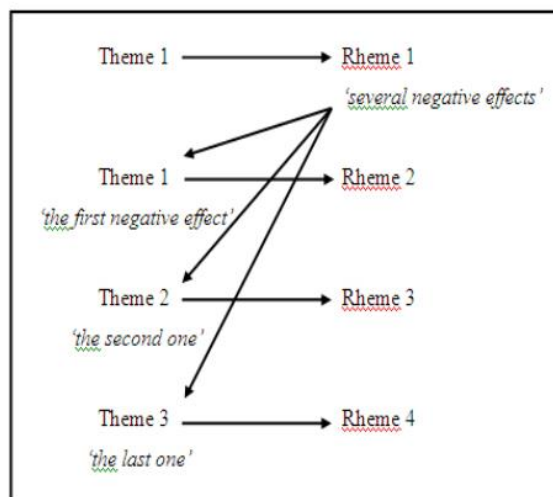 Theme 1 Rheme 1
‘several negative effects’
Theme 1 Rheme 2
‘the first negative effect’
Theme 2 Rheme 3
‘the second one’
Theme 3 Rheme 4
‘the last one’